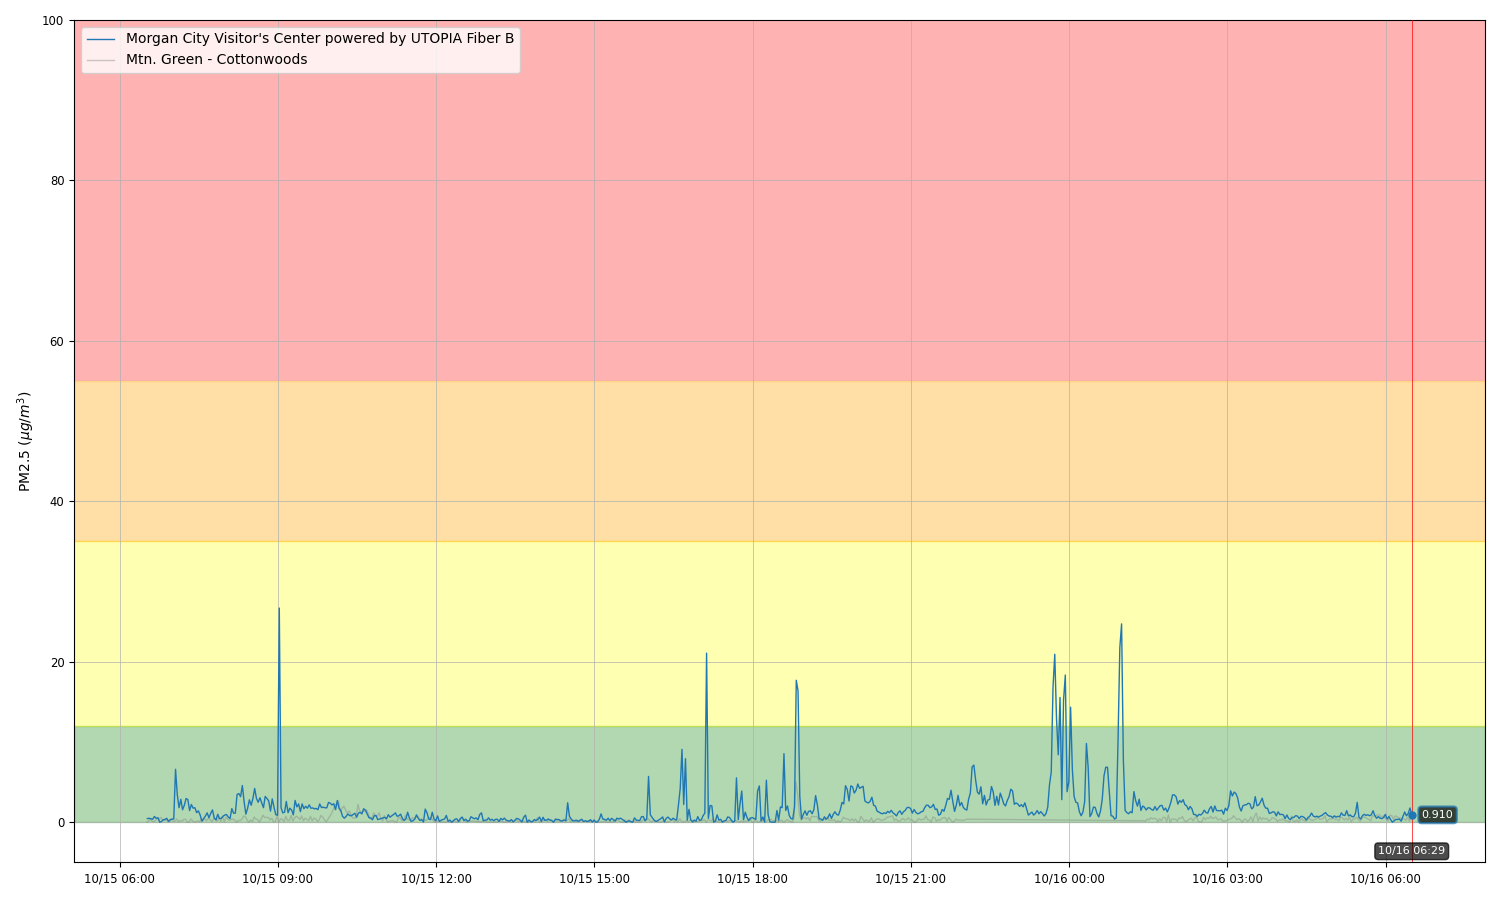 100
Morgan City Visitor's Center powered by UTOPIA Fiber B
Mtn. Green - Cottonwoods
80
60
PM2.5 (μg/m³)
40
20
0
0.910
10/16 06:29
10/15 06:00 10/15 09:00 10/15 12:00 10/15 15:00 10/15 18:00 10/15 21:00 10/16 00:00 10/16 03:00 10/16 06:00